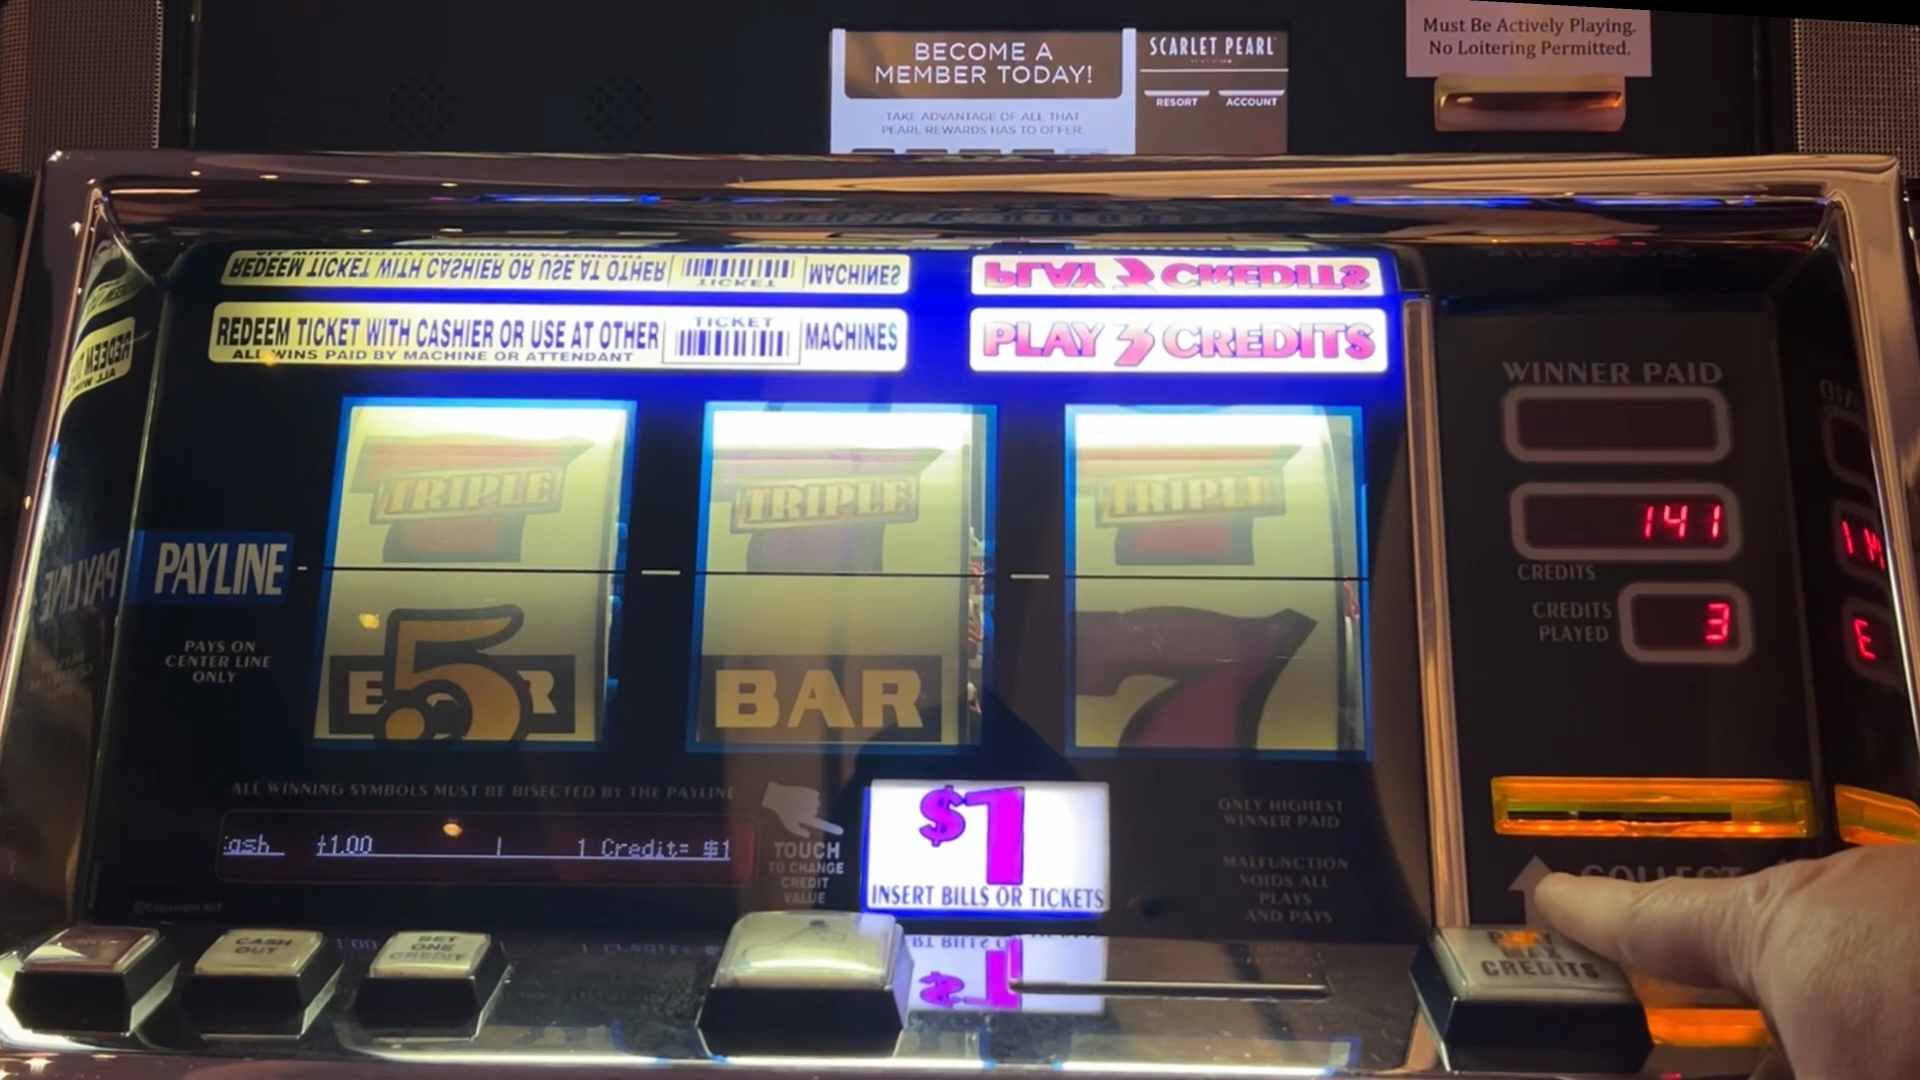 BECOME A
MEMBER TODAY!
TAKE ADVANTAGE OF ALL THAT
PEARL REWARDS HAS TO OFFER
SCARLET PEARL
RESORT
ACCOUNT
Must Be Actively Playing.
No Loitering Permitted.
REDEEM TICKET WITH CASHIER OR USE AT OTHER
TICKET
MACHINES
ALL WINS PAID BY MACHINE OR ATTENDANT
PLAY 3 CREDITS
WINNER PAID
141
CREDITS
CREDITS
PLAYED
3
TRIPLE
TRIPLE
TRIPLE
PAYLINE
PAYS ON
CENTER LINE
ONLY
5
BAR
7
ALL WINNING SYMBOLS MUST BE BISECTED BY THE PAYLINE
1 Credit= $1
TOUCH
TO CHANGE
CREDIT
VALUE
$1
INSERT BILLS OR TICKETS
ONLY HIGHEST
WINNER PAID
MALFUNCTION
VOIDS ALL
PLAYS
AND PAYS
COLLECT
CASH
OUT
BET
ONE
CREDIT
PLAY
MAX
CREDITS